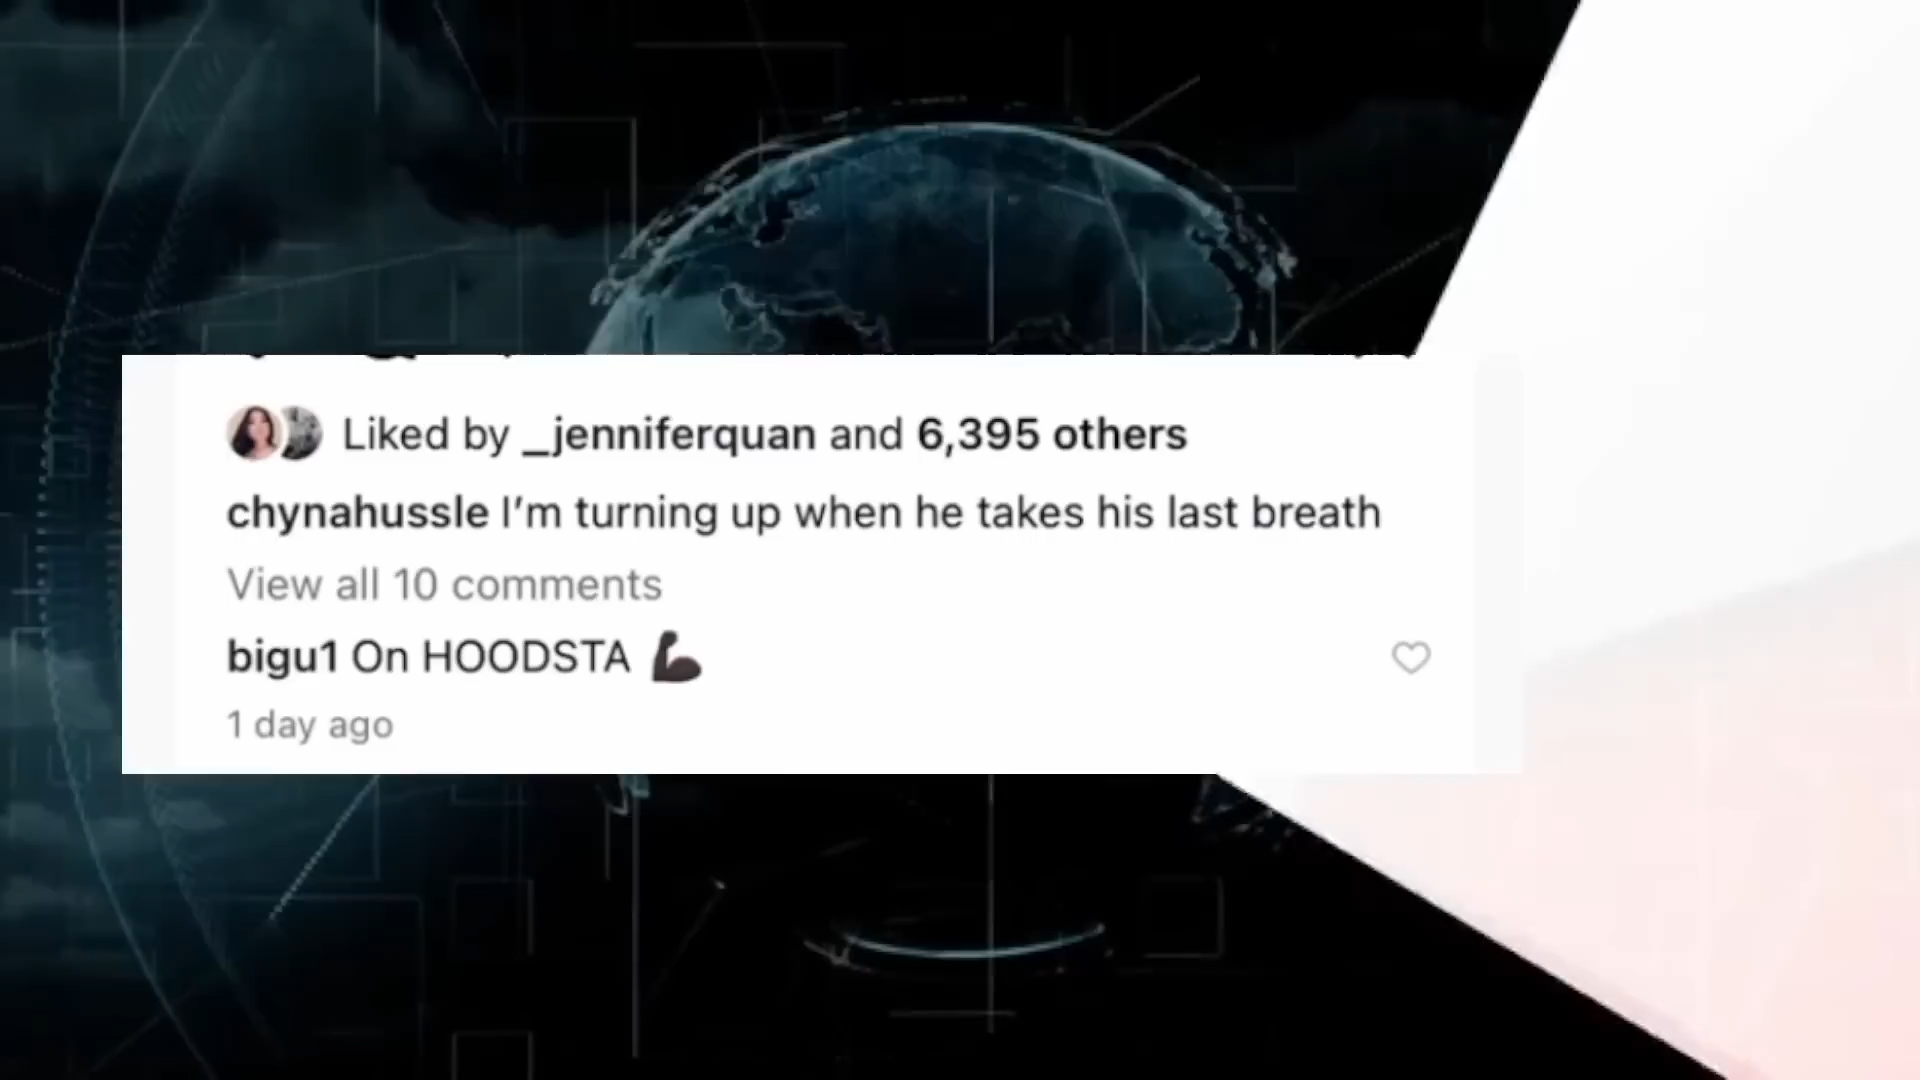 Liked by _jenniferquan and 6,395 others
chynahussle I’m turning up when he takes his last breath
View all 10 comments
bigu1 On HOODSTA 💪🏿
1 day ago